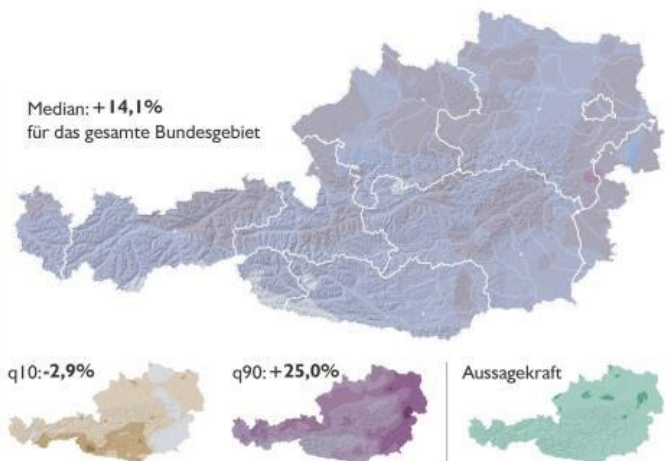 Median: +14,1%
für das gesamte Bundesgebiet
q10: -2,9%
q90: +25,0%
Aussagekraft